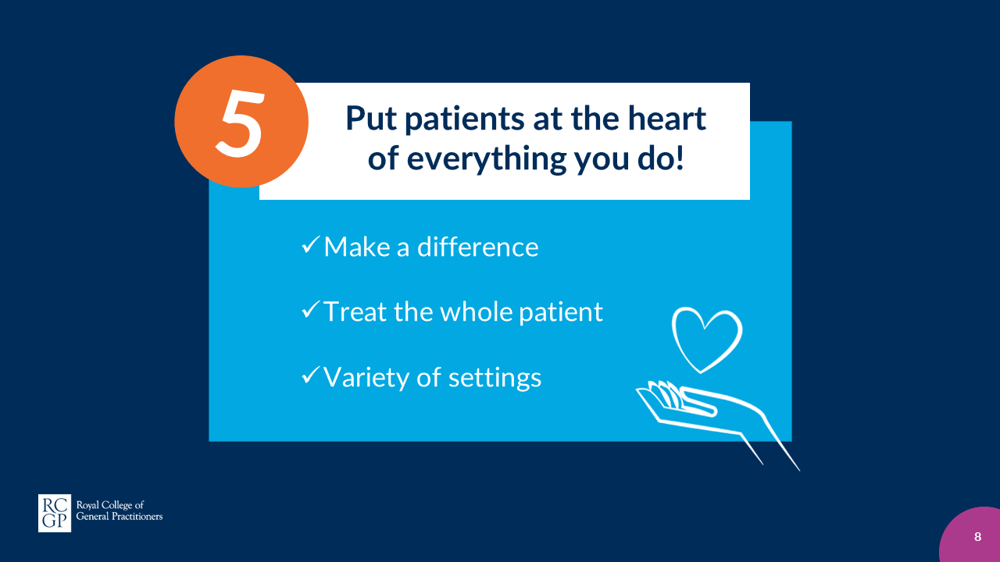 5
Put patients at the heart
of everything you do!
✓Make a difference
✓Treat the whole patient
✓Variety of settings
RC
GP
Royal College of
General Practitioners
8